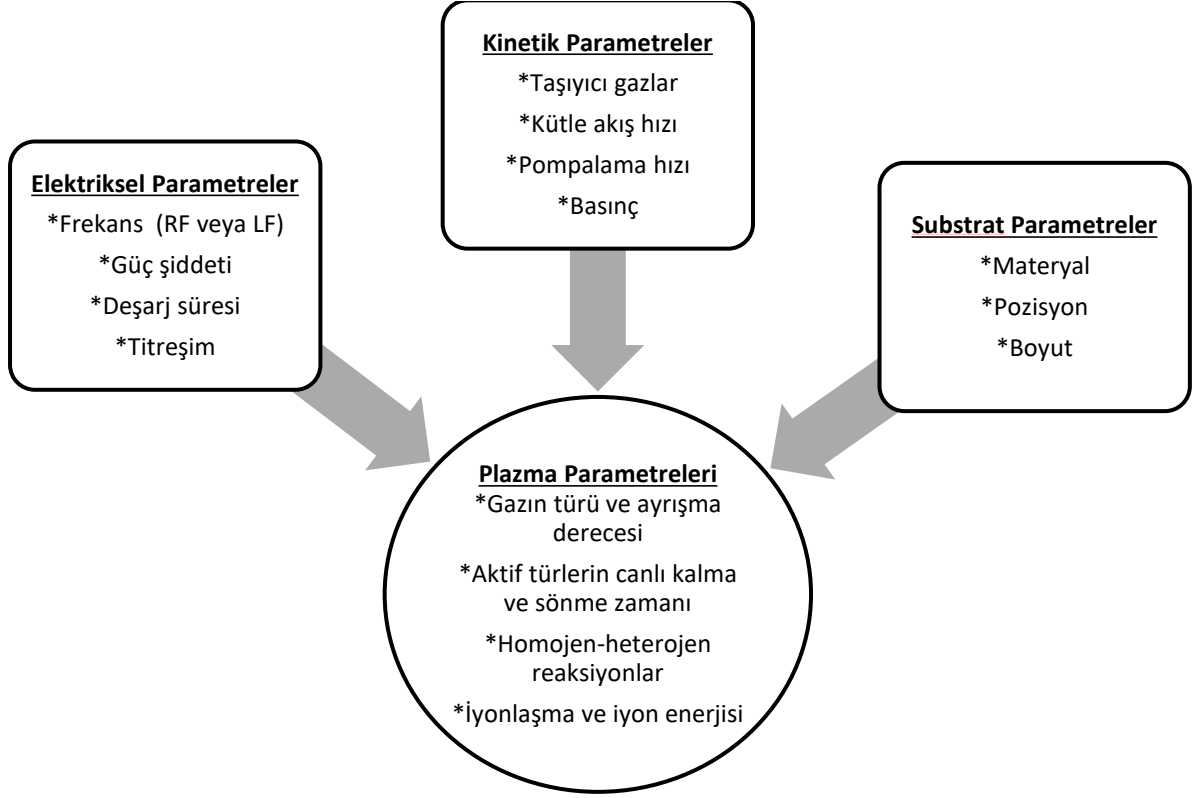 Kinetik Parametreler
*Taşıyıcı gazlar
*Kütle akış hızı
*Pompalama hızı
*Basınç
Elektriksel Parametreler
*Frekans  (RF veya LF)
*Güç şiddeti
*Deşarj süresi
*Titreşim
Substrat Parametreler
*Materyal
*Pozisyon
*Boyut
Plazma Parametreleri
*Gazın türü ve ayrışma
derecesi
*Aktif türlerin canlı kalma
ve sönme zamanı
*Homojen-heterojen
reaksiyonlar
*İyonlaşma ve iyon enerjisi